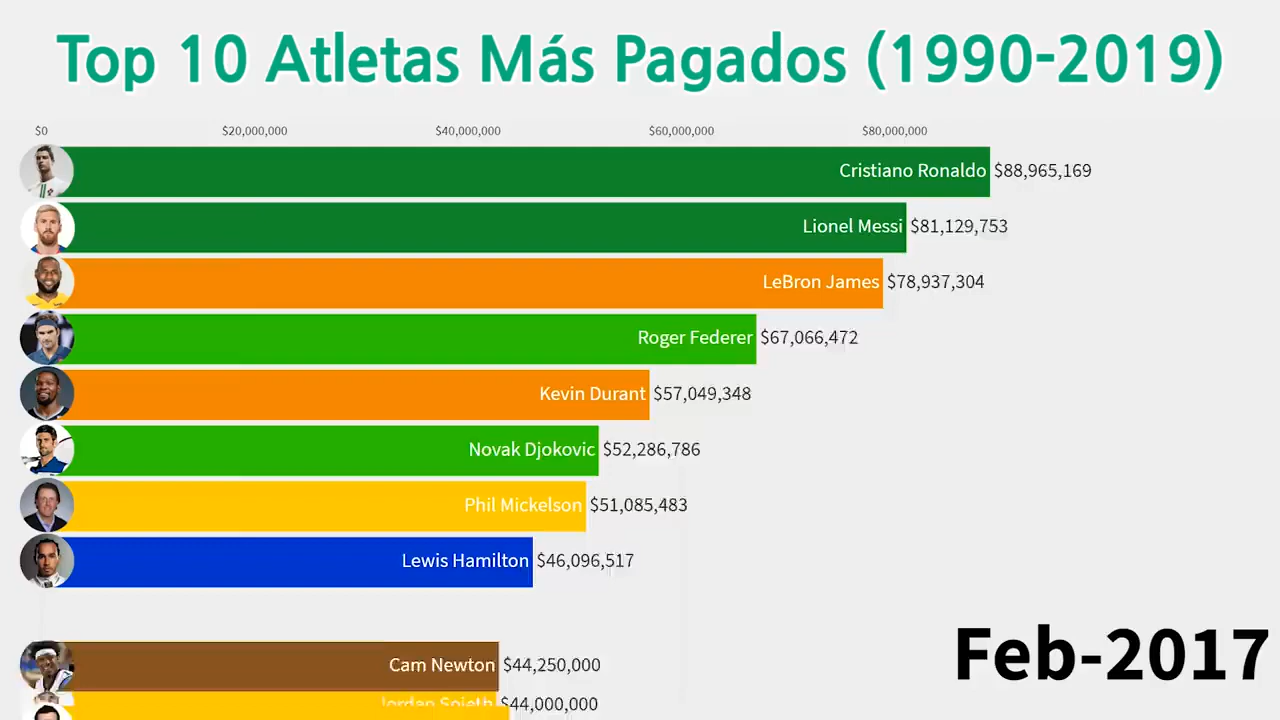 Top 10 Atletas Más Pagados (1990-2019)
$0 $20,000,000 $40,000,000 $60,000,000 $80,000,000
Cristiano Ronaldo $88,965,169
Lionel Messi $81,129,753
LeBron James $78,937,304
Roger Federer $67,066,472
Kevin Durant $57,049,348
Novak Djokovic $52,286,786
Phil Mickelson $51,085,483
Lewis Hamilton $46,096,517
Cam Newton $44,250,000
Jordan Spieth $44,000,000
Feb-2017